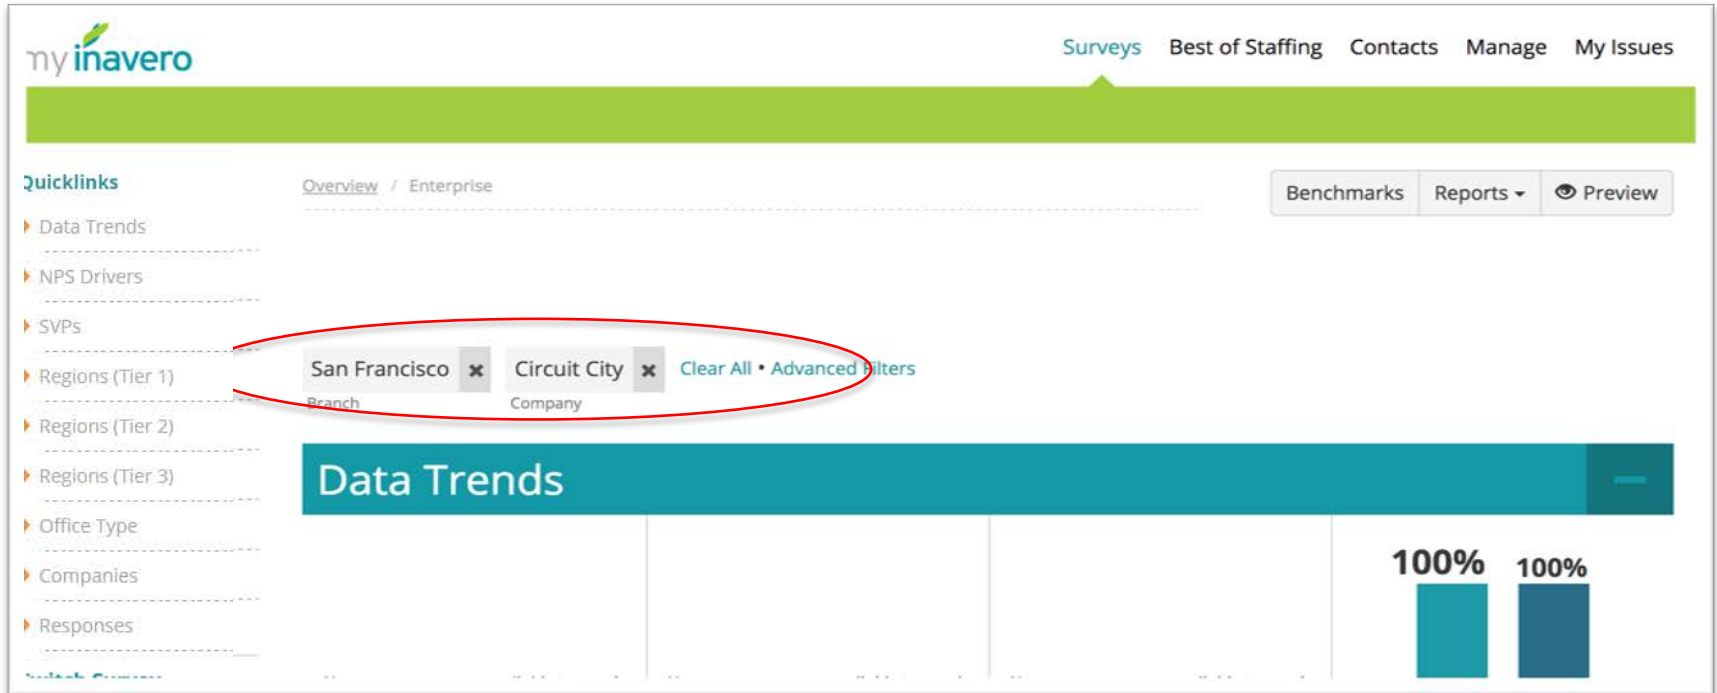 my inavero
Surveys Best of Staffing Contacts Manage My Issues
Quicklinks
Data Trends
NPS Drivers
SVPs
Regions (Tier 1)
Regions (Tier 2)
Regions (Tier 3)
Office Type
Companies
Responses
Overview / Enterprise
Benchmarks Reports Preview
San Francisco × Circuit City × Clear All • Advanced Filters
Branch Company
Data Trends
100% 100%